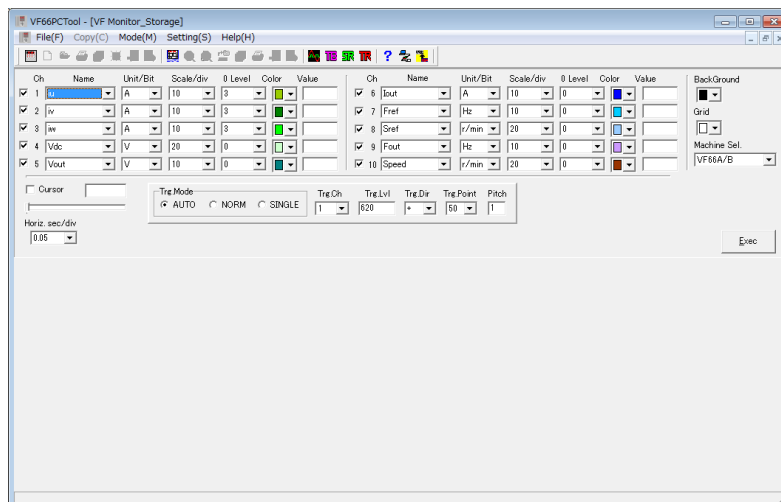 VF66PCTool - [VF Monitor_Storage]
File(F) Copy(C) Mode(M) Setting(S) Help(H)
Ch Name Unit/Bit Scale/div 0 Level Color Value Ch Name Unit/Bit Scale/div 0 Level Color Value BackGround
1 iu A 10 3 6 Iout A 10 0
2 iv A 10 3 7 Fref Hz 10 0 Grid
3 iw A 10 3 8 Sref r/min 20 0
4 Vdc V 20 0 9 Fout Hz 10 0 Machine Sel.
5 Vout V 10 0 10 Speed r/min 20 0 VF66A/B
Cursor Trg.Mode
AUTO NORM SINGLE Trg.Ch Trg.Lvl Trg.Dir Trg.Point Pitch
1 620 + 50 1
Horiz. sec/div
0.05
Exec